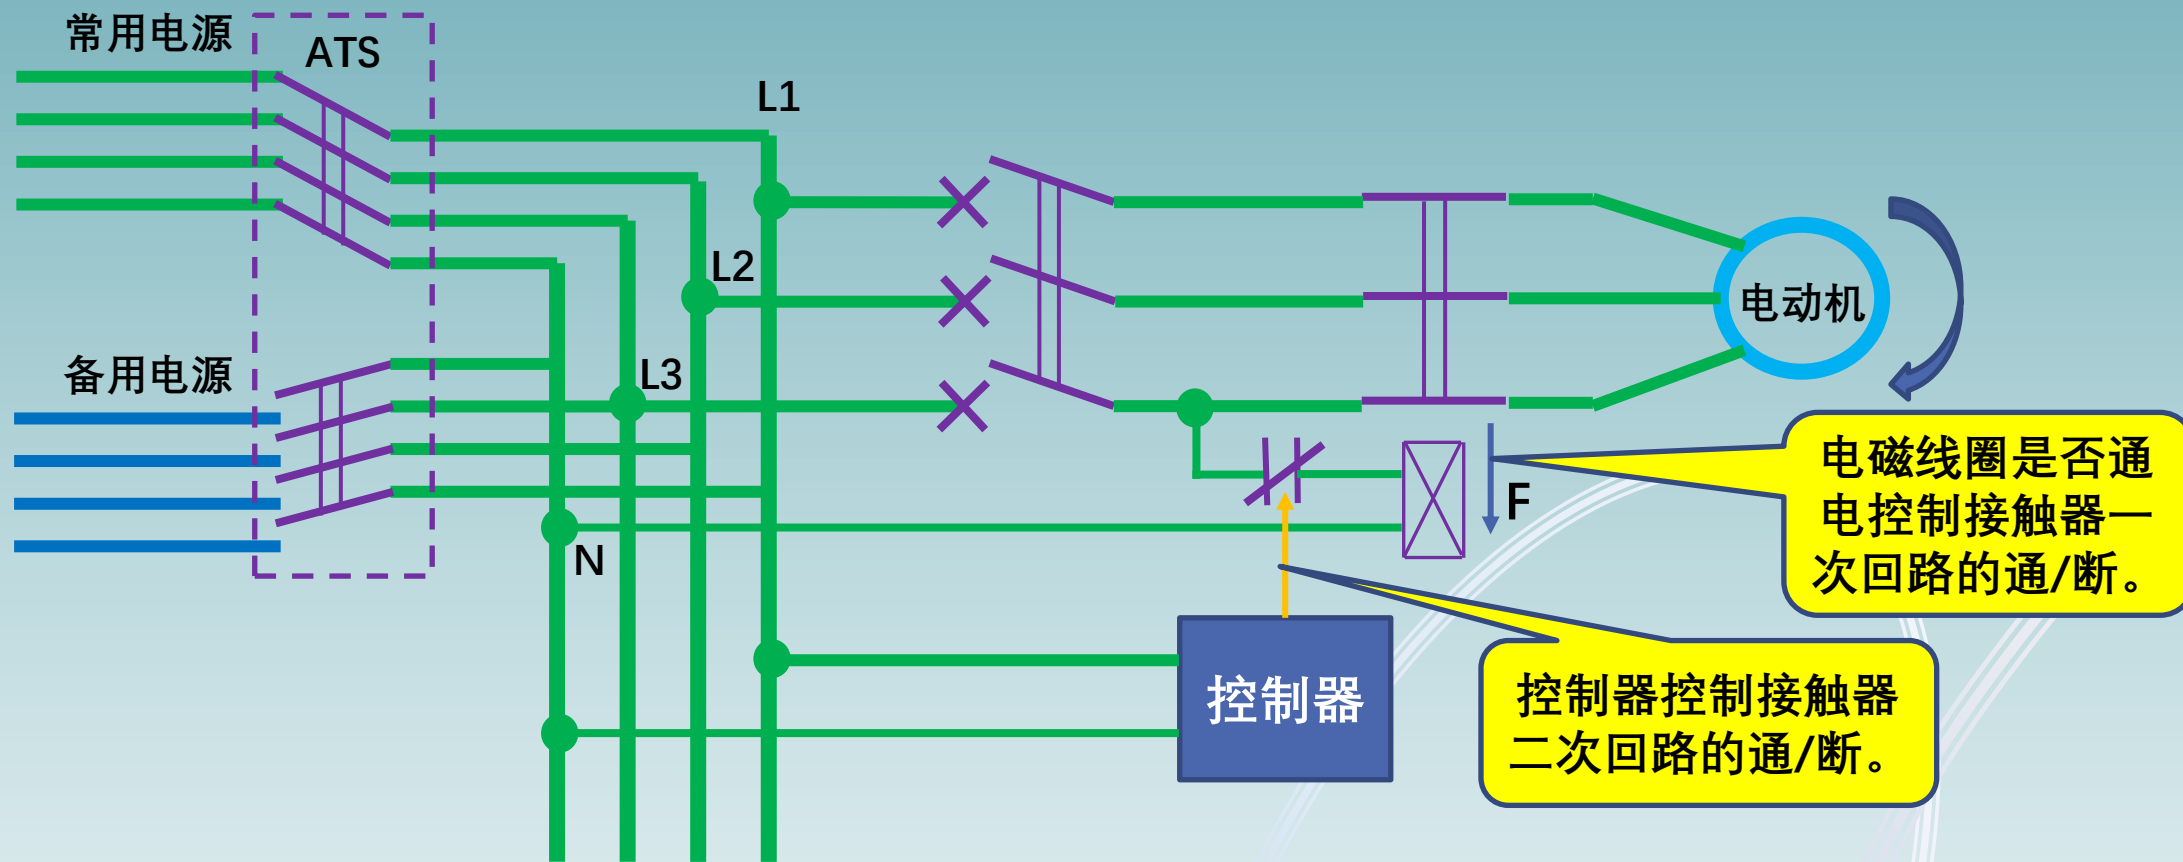 常用电源
ATS
L1
L2
电动机
备用电源
L3
电磁线圈是否通
电控制接触器一
次回路的通/断。
F
N
控制器
控制器控制接触器
二次回路的通/断。